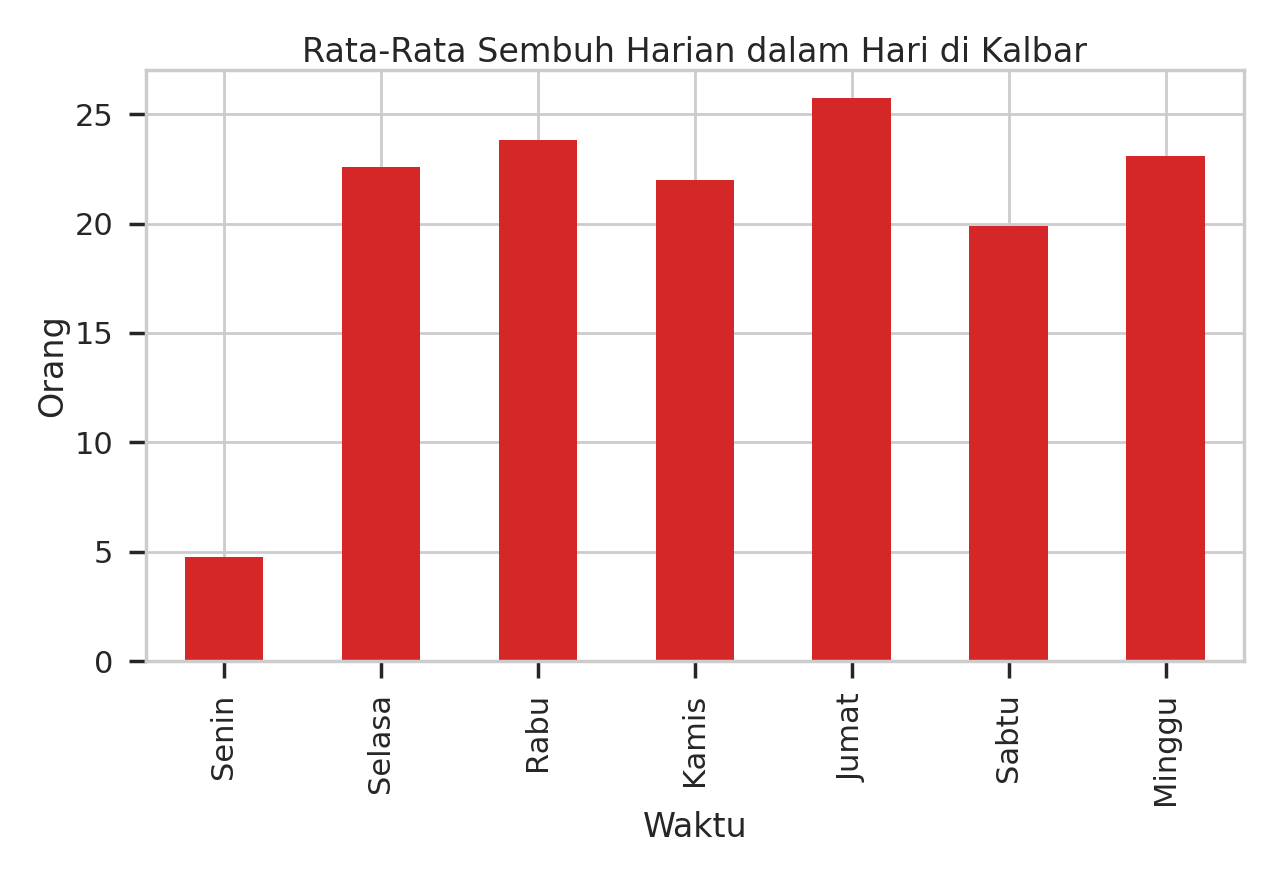 Rata-Rata Sembuh Harian dalam Hari di Kalbar
25
20
15
10
5
0
Orang
Senin
Selasa
Rabu
Kamis
Jumat
Sabtu
Minggu
Waktu